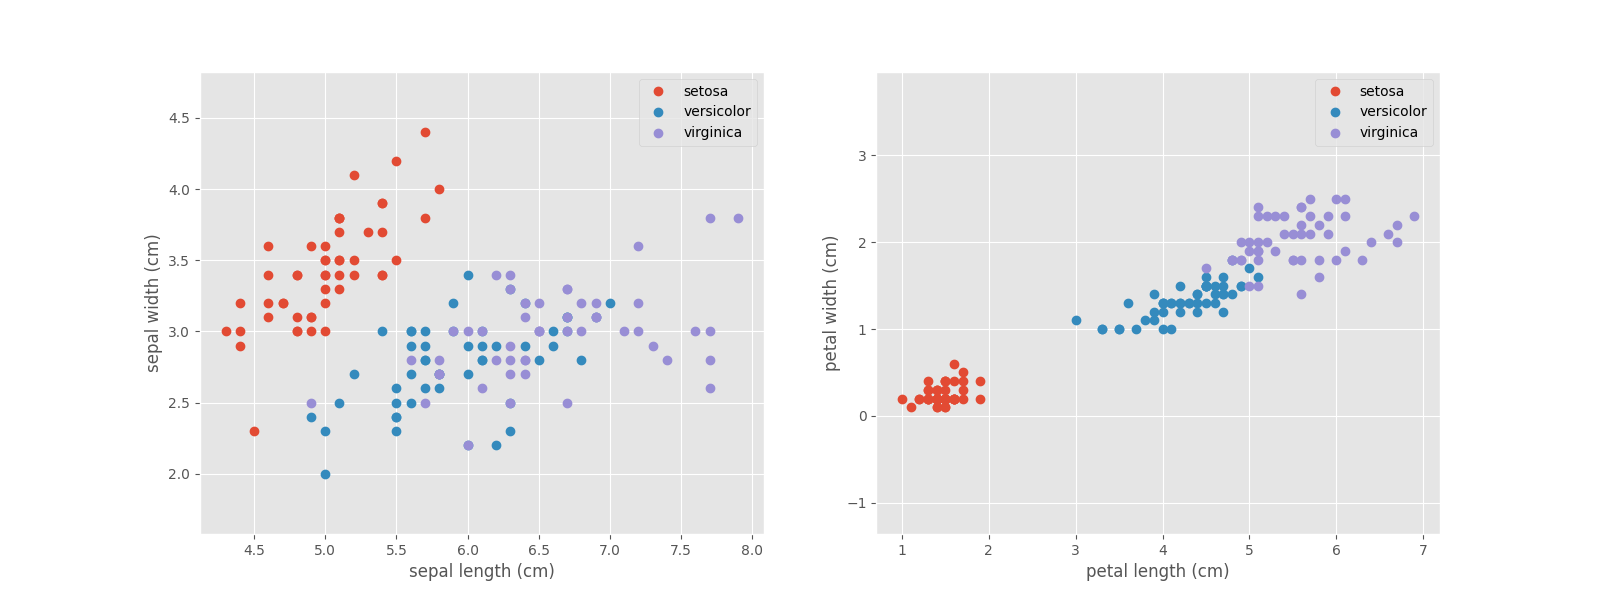 setosa
versicolor
virginica
4.5
4.0
3.5
3.0
2.5
2.0
sepal width (cm)
4.5 5.0 5.5 6.0 6.5 7.0 7.5 8.0
sepal length (cm)
setosa
versicolor
virginica
3
2
1
0
−1
petal width (cm)
1 2 3 4 5 6 7
petal length (cm)